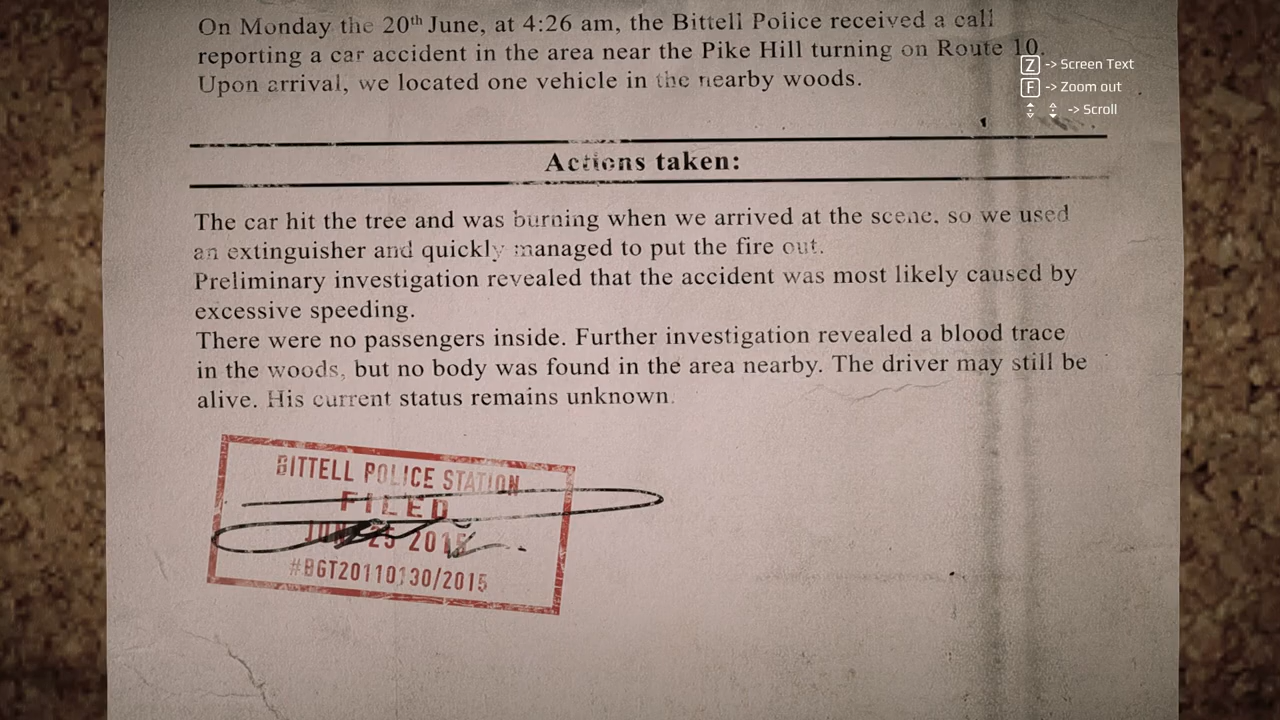 On Monday the 20th June, at 4:26 am, the Bittell Police received a call
reporting a car accident in the area near the Pike Hill turning on Route 10.
Upon arrival, we located one vehicle in the nearby woods.
Z -> Screen Text
F -> Zoom out
-> Scroll
Actions taken:
The car hit the tree and was burning when we arrived at the scene. so we used
an extinguisher and quickly managed to put the fire out.
Preliminary investigation revealed that the accident was most likely caused by
excessive speeding.
There were no passengers inside. Further investigation revealed a blood trace
in the woods, but no body was found in the area nearby. The driver may still be
alive. His current status remains unknown.
BITTELL POLICE STATION
FILED
JUN 25 2015
#BGT20110130/2015